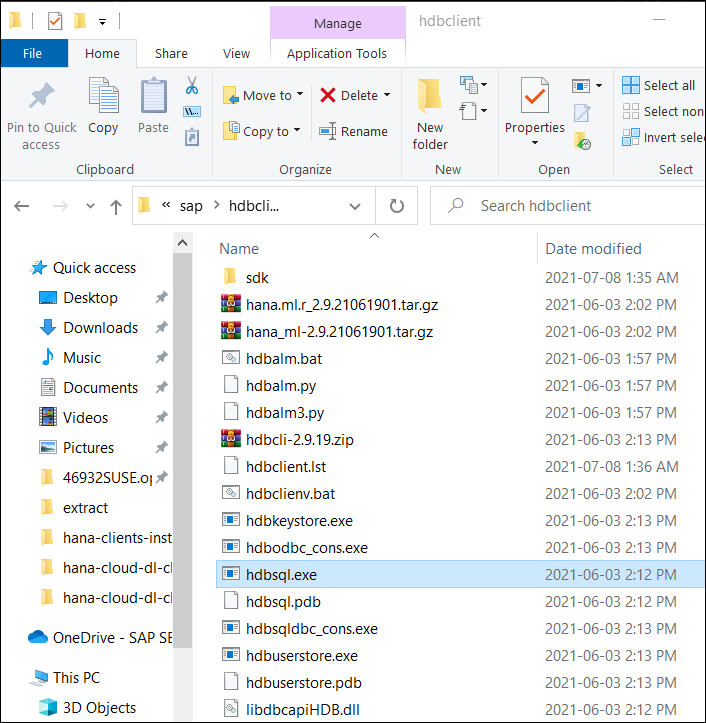 Manage
hdbclient
File
Home
Share
View
Application Tools
Pin to Quick access
Copy
Paste
W...
Clipboard
Move to
Copy to
Delete
Rename
Organize
New folder
New
Properties
Open
Select all
Select non
Invert selec
Select
« sap > hdbcli...
Search hdbclient
Quick access
Desktop
Downloads
Music
Documents
Videos
Pictures
46932SUSE.op
extract
hana-clients-inst
hana-cloud-dl-cl
hana-cloud-dl-cl
OneDrive - SAP SE
This PC
3D Objects
Name Date modified
sdk 2021-07-08 1:35 AM
hana.ml.r_2.9.21061901.tar.gz 2021-06-03 2:02 PM
hana_ml-2.9.21061901.tar.gz 2021-06-03 2:02 PM
hdbalm.bat 2021-06-03 1:57 PM
hdbalm.py 2021-06-03 1:57 PM
hdbalm3.py 2021-06-03 1:57 PM
hdbcli-2.9.19.zip 2021-06-03 2:13 PM
hdbclient.lst 2021-07-08 1:36 AM
hdbclienv.bat 2021-06-03 2:02 PM
hdbkeystore.exe 2021-06-03 2:13 PM
hdbodbc_cons.exe 2021-06-03 2:13 PM
hdbsql.exe 2021-06-03 2:12 PM
hdbsql.pdb 2021-06-03 2:12 PM
hdbsqldbc_cons.exe 2021-06-03 2:13 PM
hdbuserstore.exe 2021-06-03 2:13 PM
hdbuserstore.pdb 2021-06-03 2:13 PM
libdbcapiHDB.dll 2021-06-03 2:12 PM